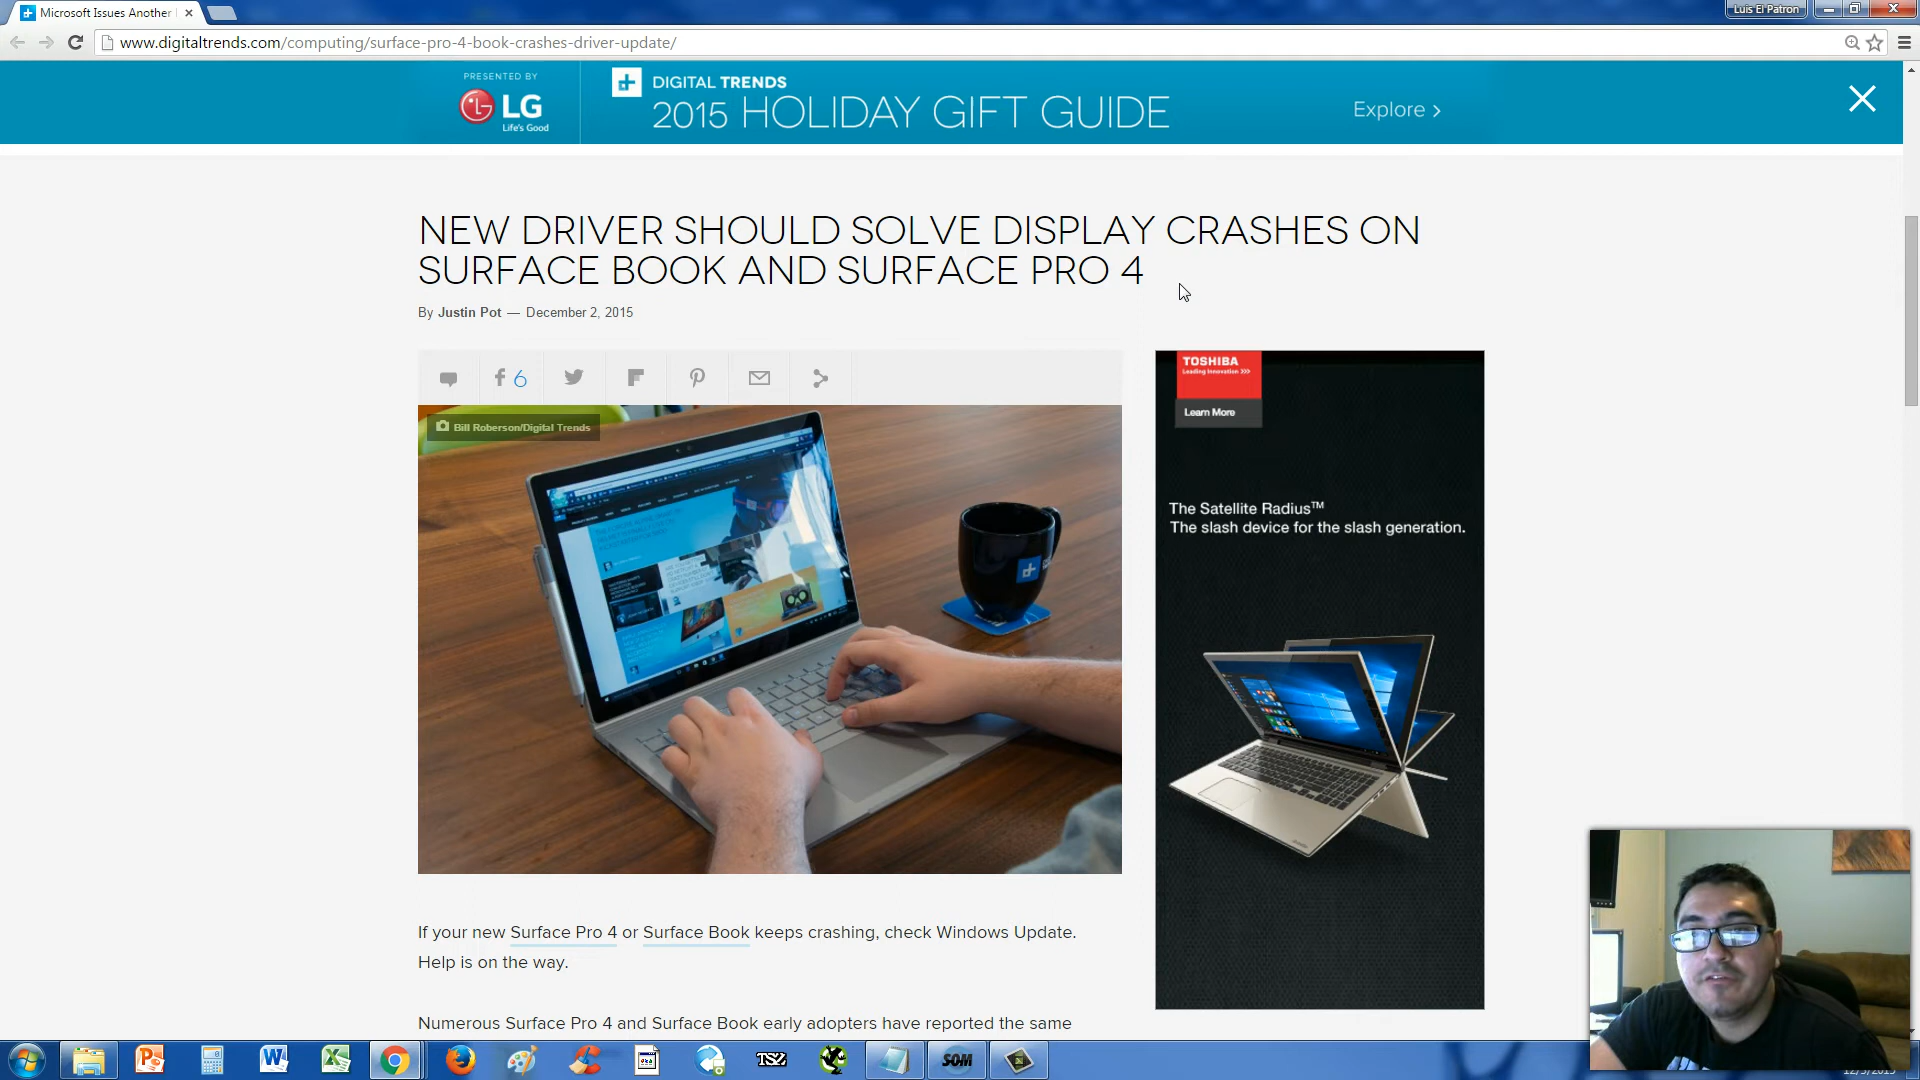 Microsoft Issues Another
Luis El Patron
www.digitaltrends.com/computing/surface-pro-4-book-crashes-driver-update/
PRESENTED BY
LG
Life's Good
DIGITAL TRENDS
2015 HOLIDAY GIFT GUIDE
Explore >
NEW DRIVER SHOULD SOLVE DISPLAY CRASHES ON
SURFACE BOOK AND SURFACE PRO 4
By Justin Pot — December 2, 2015
6
Bill Roberson/Digital Trends
TOSHIBA
Leading Innovation >>>
Learn More
The Satellite Radius™
The slash device for the slash generation.
If your new Surface Pro 4 or Surface Book keeps crashing, check Windows Update.
Help is on the way.
Numerous Surface Pro 4 and Surface Book early adopters have reported the same
SOM